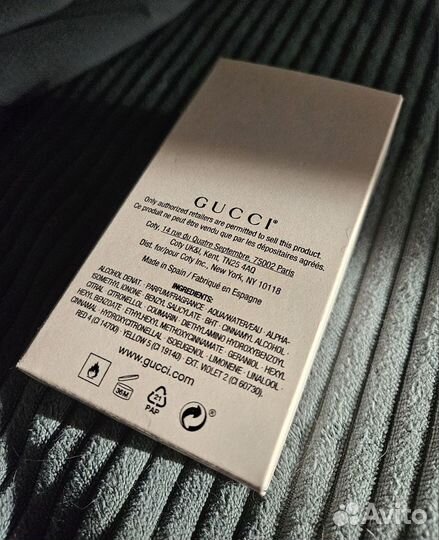 GUCCI®
Only authorized retailers are permitted to sell this product.
Ce produit ne peut être vendu que par les dépositaires agréés.
Coty, 14 rue du Quatre Septembre, 75002 Paris
Coty UK&I, Kent, TN25 4AQ
Dist. for/pour Coty Inc., New York, NY 10118
Made in Spain / Fabriqué en Espagne
INGREDIENTS:
ALCOHOL DENAT · PARFUM/FRAGRANCE · AQUA/WATER/EAU · ALPHA-
ISOMETHYL IONONE · BENZYL SALICYLATE · BHT · CINNAMYL ALCOHOL ·
CITRAL · CITRONELLOL · COUMARIN · DIETHYLAMINO HYDROXYBENZOYL
HEXYL BENZOATE · ETHYLHEXYL METHOXYCINNAMATE · GERANIOL · HEXYL
CINNAMAL · HYDROXYCITRONELLAL · ISOEUGENOL · LIMONENE · LINALOOL ·
RED 4 (CI 14700) · YELLOW 5 (CI 19140) · EXT. VIOLET 2 (CI 60730).
www.gucci.com
36M
21
PAP
®
Avito